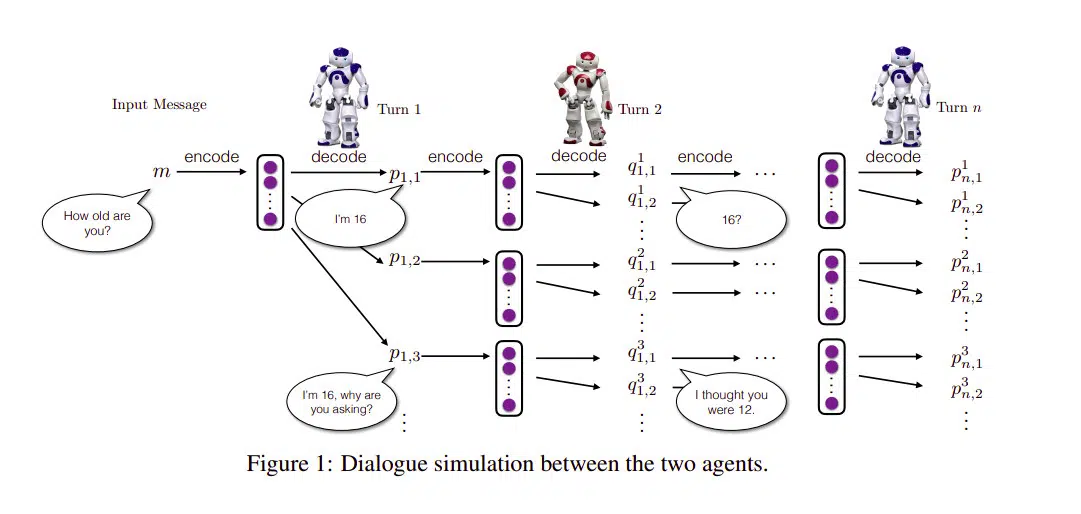 Input Message
Turn 1
Turn 2
Turn n
encode
decode
encode
decode
encode
decode
m
p_{1,1}
q^1_{1,1}
...
p^1_{n,1}
How old are
you?
I'm 16
q^1_{1,2}
16?
p^1_{n,2}
⋮
⋮
p_{1,2}
q^2_{1,1}
...
p^2_{n,1}
q^2_{1,2}
p^2_{n,2}
⋮
⋮
p_{1,3}
q^3_{1,1}
...
p^3_{n,1}
I'm 16, why are
you asking?
q^3_{1,2}
I thought you
were 12.
p^3_{n,2}
⋮
⋮
⋮
Figure 1: Dialogue simulation between the two agents.